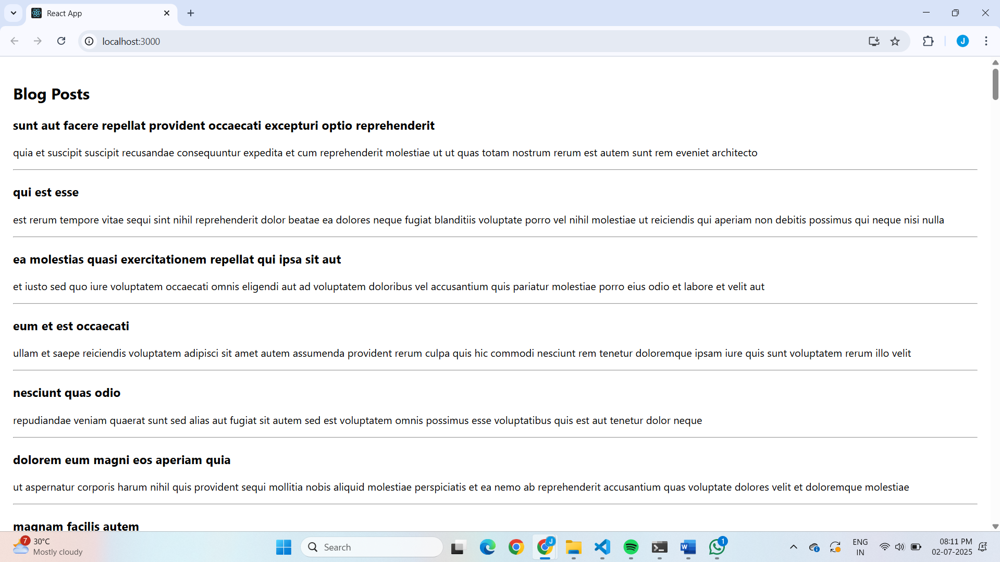 React App
localhost:3000
J
Blog Posts
sunt aut facere repellat provident occaecati excepturi optio reprehenderit
quia et suscipit suscipit recusandae consequuntur expedita et cum reprehenderit molestiae ut ut quas totam nostrum rerum est autem sunt rem eveniet architecto
qui est esse
est rerum tempore vitae sequi sint nihil reprehenderit dolor beatae ea dolores neque fugiat blanditiis voluptate porro vel nihil molestiae ut reiciendis qui aperiam non debitis possimus qui neque nisi nulla
ea molestias quasi exercitationem repellat qui ipsa sit aut
et iusto sed quo iure voluptatem occaecati omnis eligendi aut ad voluptatem doloribus vel accusantium quis pariatur molestiae porro eius odio et labore et velit aut
eum et est occaecati
ullam et saepe reiciendis voluptatem adipisci sit amet autem assumenda provident rerum culpa quis hic commodi nesciunt rem tenetur doloremque ipsam iure quis sunt voluptatem rerum illo velit
nesciunt quas odio
repudiandae veniam quaerat sunt sed alias aut fugiat sit autem sed est voluptatem omnis possimus esse voluptatibus quis est aut tenetur dolor neque
dolorem eum magni eos aperiam quia
ut aspernatur corporis harum nihil quis provident sequi mollitia nobis aliquid molestiae perspiciatis et ea nemo ab reprehenderit accusantium quas voluptate dolores velit et doloremque molestiae
magnam facilis autem
7
30°C
Mostly cloudy
Search
J
W
1
ENG
IN
08:11 PM
02-07-2025